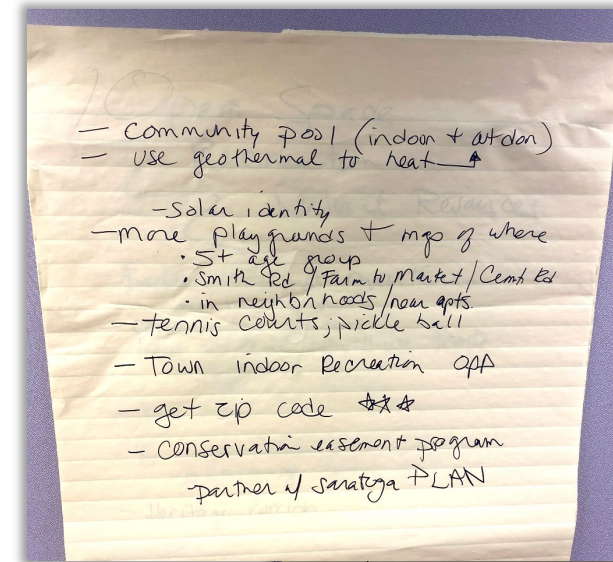 — Community pool (indoor + outdoor)
— use geothermal to heat
- Solar identity
— more playgrounds + map of where
• 5+ age group
• Smith Rd / Farm to Market / Cemt Rd
• in neighborhoods / near apts.
— tennis courts; pickle ball
— Town indoor Recreation opp
— get zip code ☆☆☆
— Conservation easement program
- partner w/ Saratoga PLAN